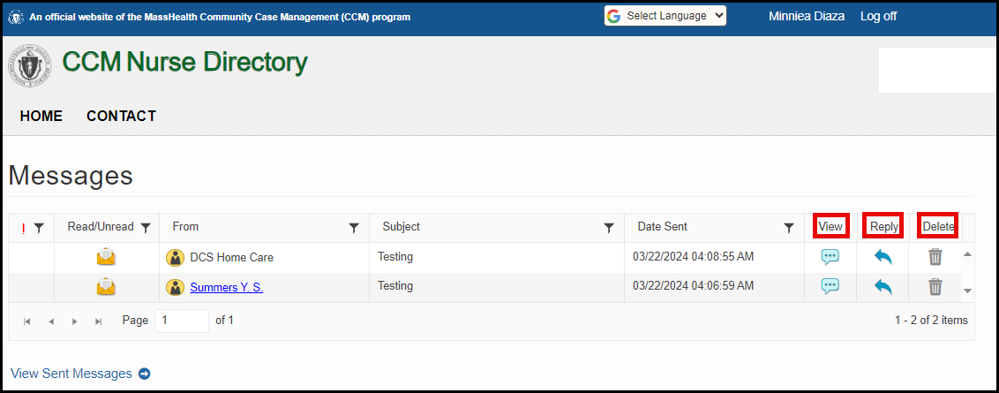 An official website of the MassHealth Community Case Management (CCM) program Select Language Minniea Diaza Log off
CCM Nurse Directory
HOME CONTACT
Messages
! Read/Unread From Subject Date Sent View Reply Delete
DCS Home Care Testing 03/22/2024 04:08:55 AM
Summers Y. S. Testing 03/22/2024 04:06:59 AM
Page 1 of 1 1 - 2 of 2 items
View Sent Messages